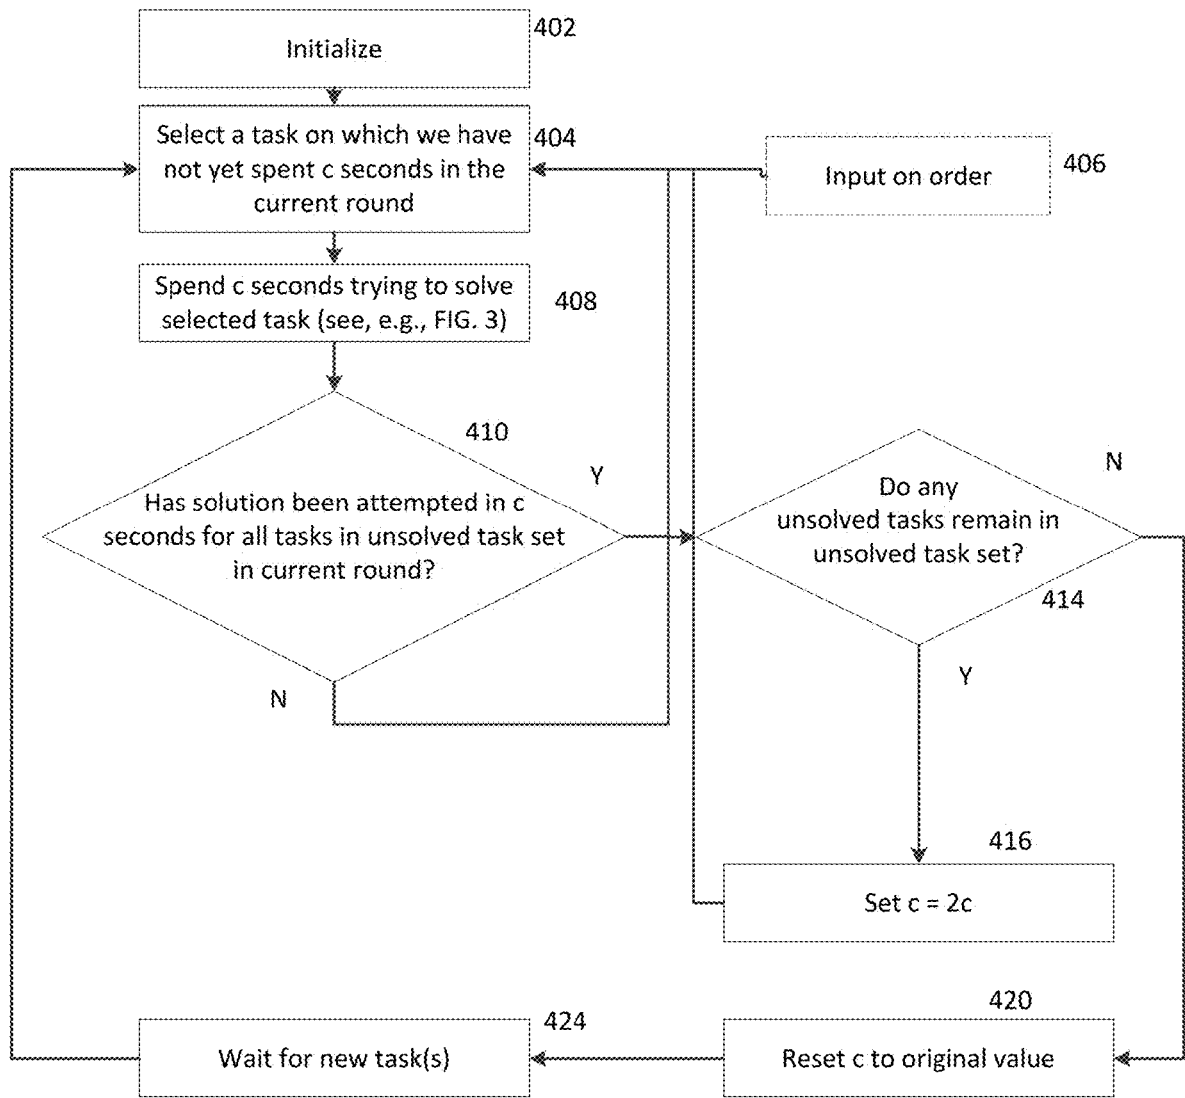 Initialize
402
Select a task on which we have
not yet spent c seconds in the
current round
404
Input on order
406
Spend c seconds trying to solve
selected task (see, e.g., FIG. 3)
408
410
Has solution been attempted in c
seconds for all tasks in unsolved task set
in current round?
Y
N
Do any
unsolved tasks remain in
unsolved task set?
N
414
Y
416
Set c = 2c
420
Reset c to original value
424
Wait for new task(s)